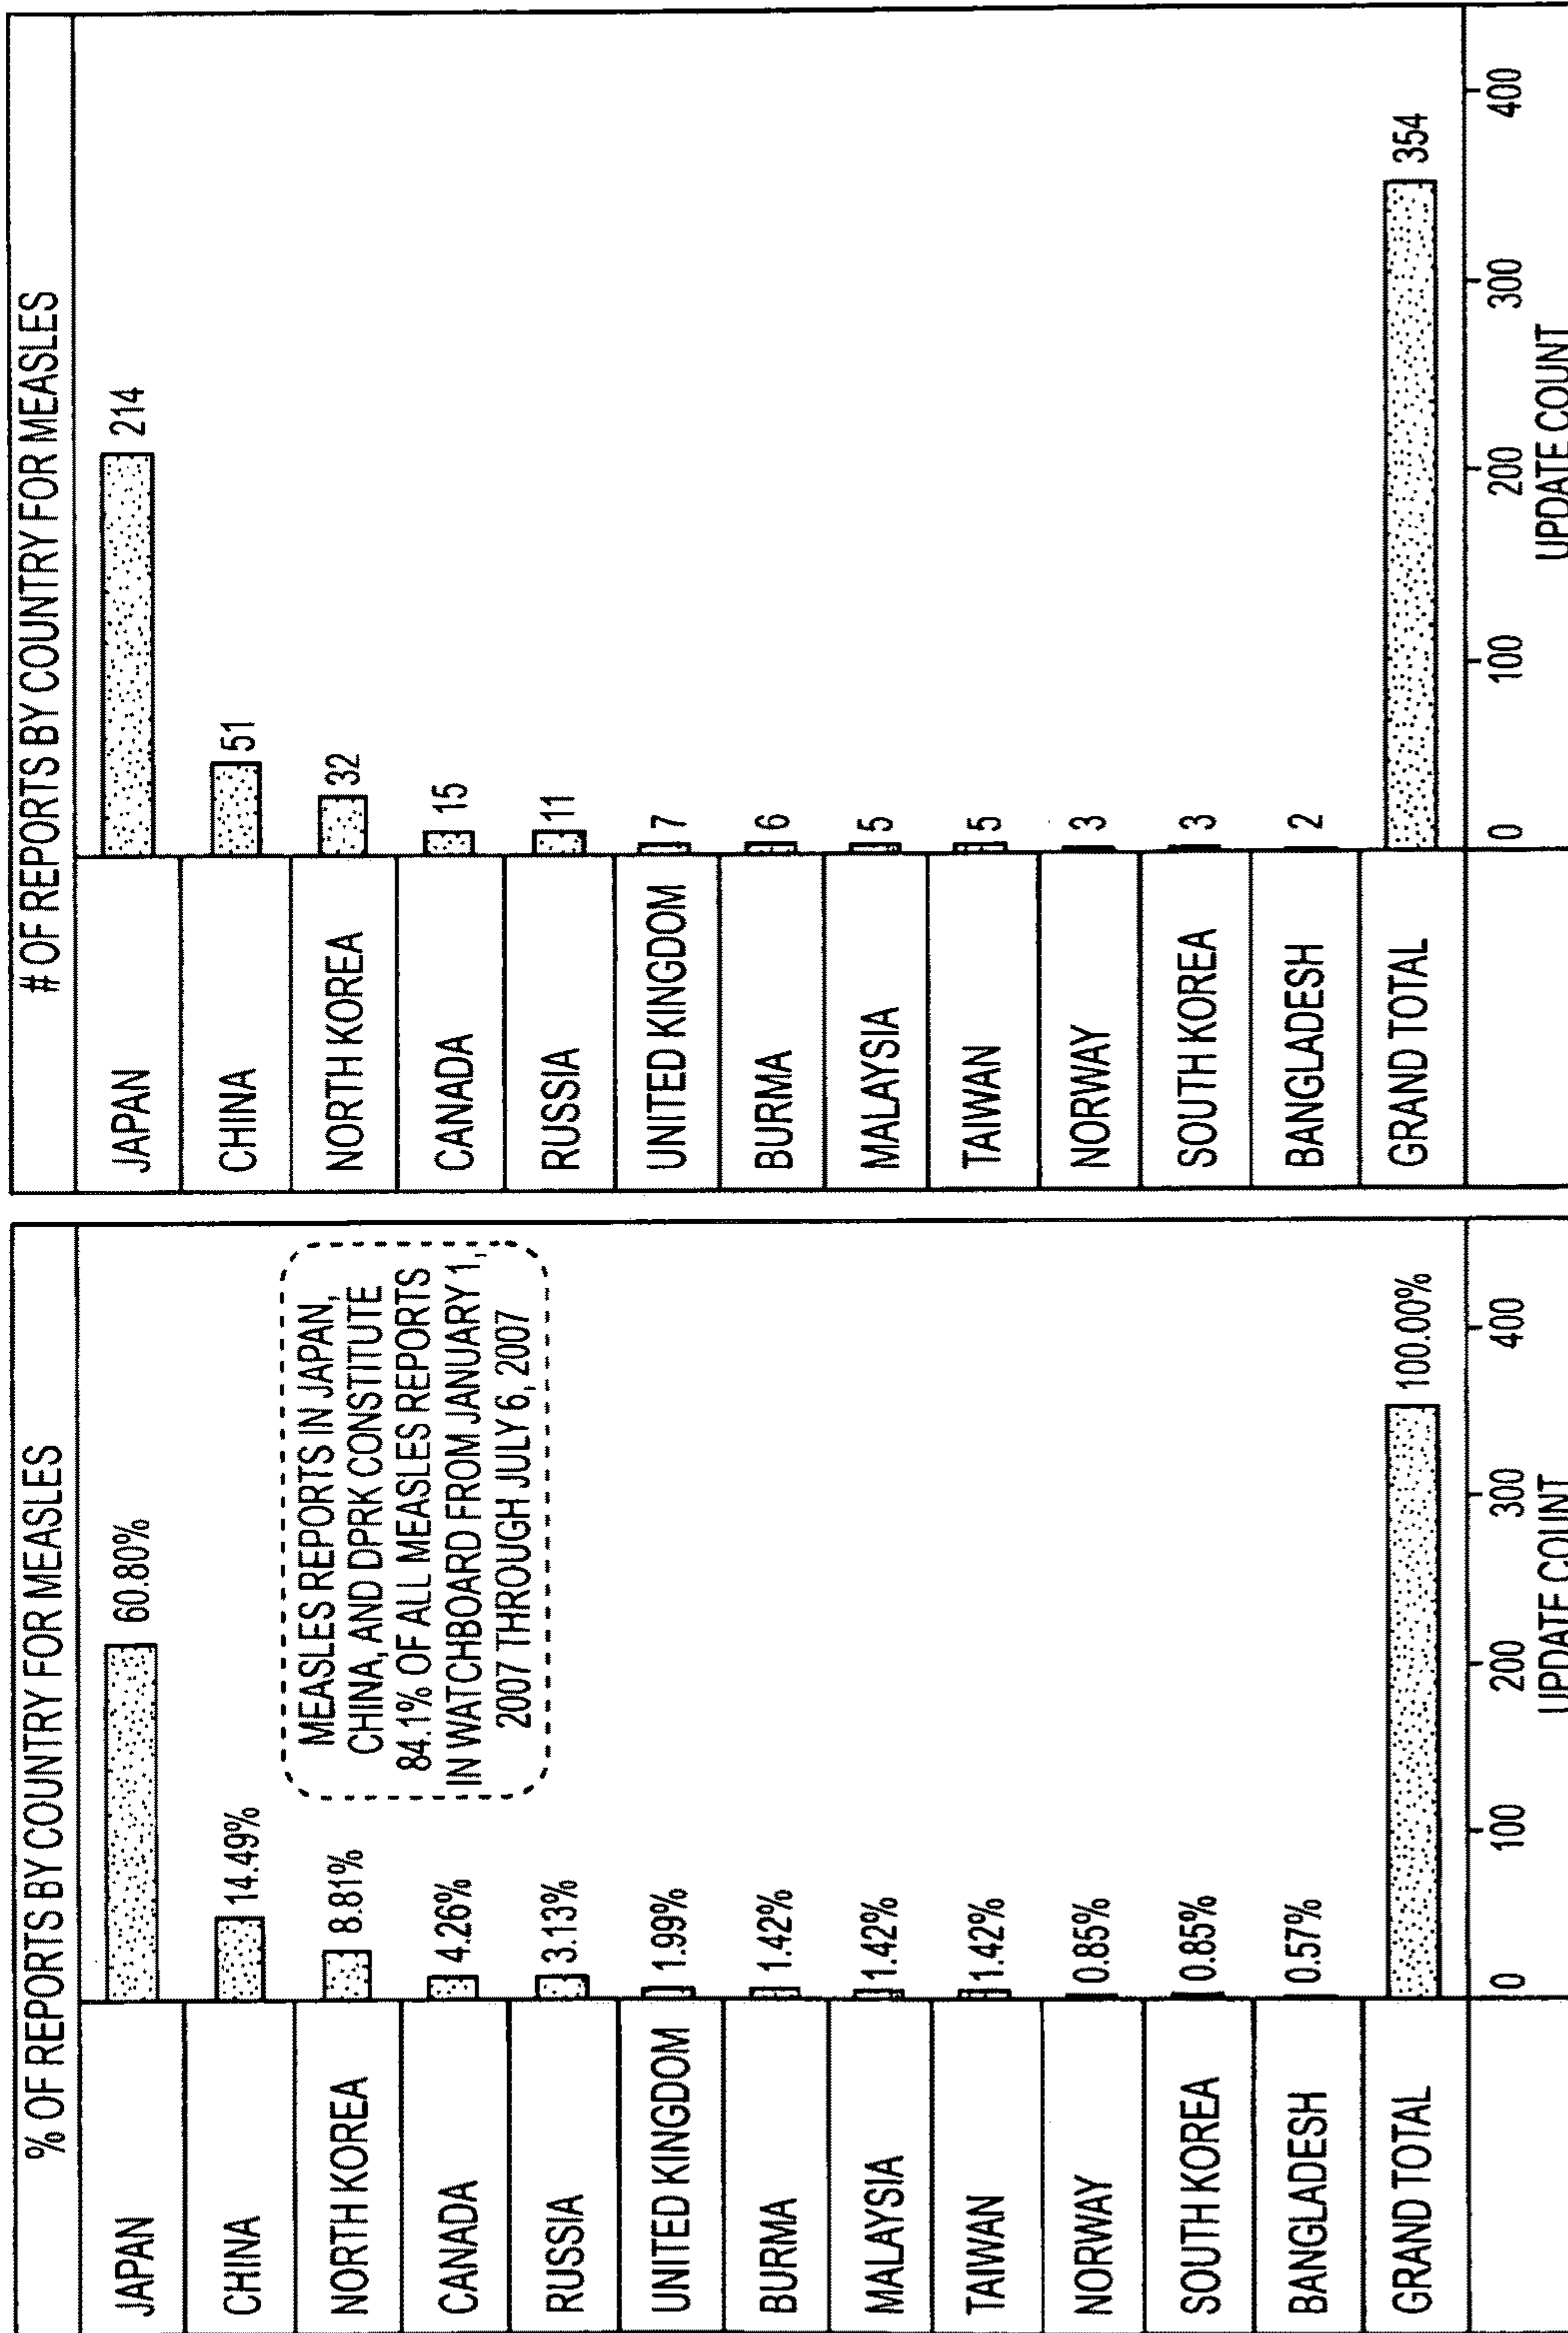 % OF REPORTS BY COUNTRY FOR MEASLES
JAPAN 60.80%
CHINA 14.49%
NORTH KOREA 8.81%
CANADA 4.26%
RUSSIA 3.13%
UNITED KINGDOM 1.99%
BURMA 1.42%
MALAYSIA 1.42%
TAIWAN 1.42%
NORWAY 0.85%
SOUTH KOREA 0.85%
BANGLADESH 0.57%
GRAND TOTAL 100.00%
MEASLES REPORTS IN JAPAN,
CHINA, AND DPRK CONSTITUTE
84.1% OF ALL MEASLES REPORTS
IN WATCHBOARD FROM JANUARY 1,
2007 THROUGH JULY 6, 2007
0 100 200 300 400
UPDATE COUNT
# OF REPORTS BY COUNTRY FOR MEASLES
JAPAN 214
CHINA 51
NORTH KOREA 32
CANADA 15
RUSSIA 11
UNITED KINGDOM 7
BURMA 6
MALAYSIA 5
TAIWAN 5
NORWAY 3
SOUTH KOREA 3
BANGLADESH 2
GRAND TOTAL 354
0 100 200 300 400
UPDATE COUNT